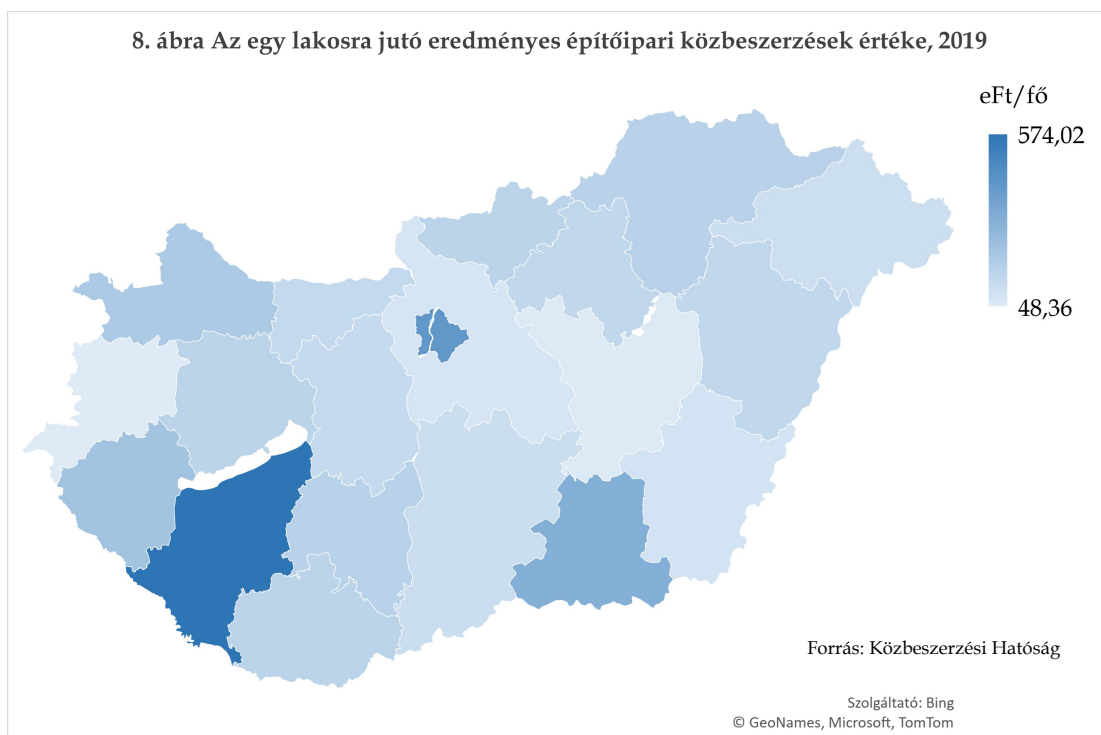 8. ábra Az egy lakosra jutó eredményes építőipari közbeszerzések értéke, 2019
eFt/fő
574,02
48,36
Forrás: Közbeszerzési Hatóság
Szolgáltató: Bing
© GeoNames, Microsoft, TomTom